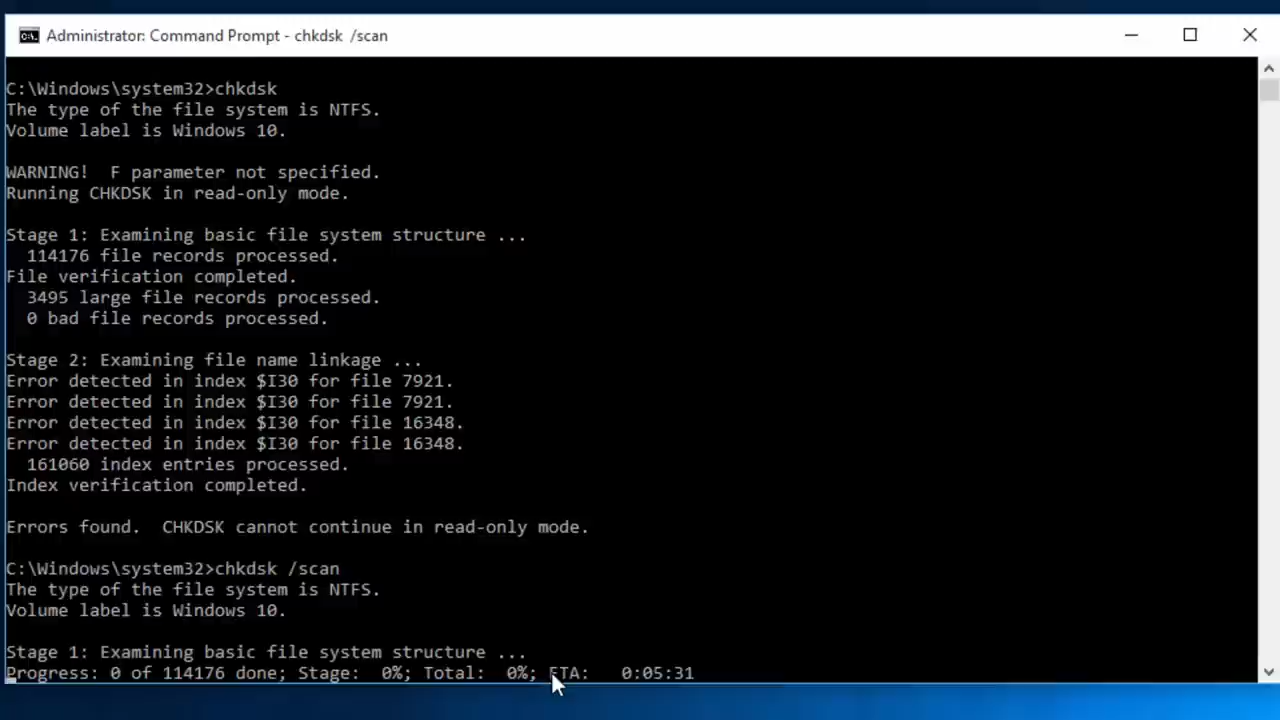 Administrator: Command Prompt - chkdsk  /scan
C:\Windows\system32>chkdsk
The type of the file system is NTFS.
Volume label is Windows 10.
WARNING!  F parameter not specified.
Running CHKDSK in read-only mode.
Stage 1: Examining basic file system structure ...
  114176 file records processed.
File verification completed.
  3495 large file records processed.
  0 bad file records processed.
Stage 2: Examining file name linkage ...
Error detected in index $I30 for file 7921.
Error detected in index $I30 for file 7921.
Error detected in index $I30 for file 16348.
Error detected in index $I30 for file 16348.
  161060 index entries processed.
Index verification completed.
Errors found.  CHKDSK cannot continue in read-only mode.
C:\Windows\system32>chkdsk /scan
The type of the file system is NTFS.
Volume label is Windows 10.
Stage 1: Examining basic file system structure ...
Progress: 0 of 114176 done; Stage:  0%; Total:  0%; ETA:   0:05:31